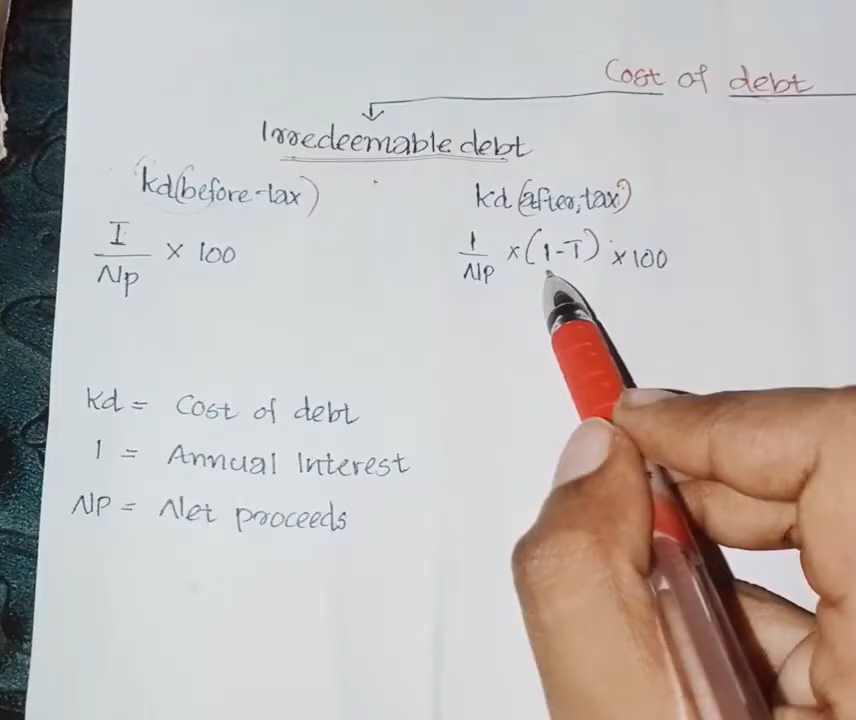 Cost of debt
Irredeemable debt
Kd (before-tax)
I/NP × 100
Kd (after, tax)
I/NP × (1-T) × 100
Kd = Cost of debt
I = Annual Interest
NP = Net proceeds